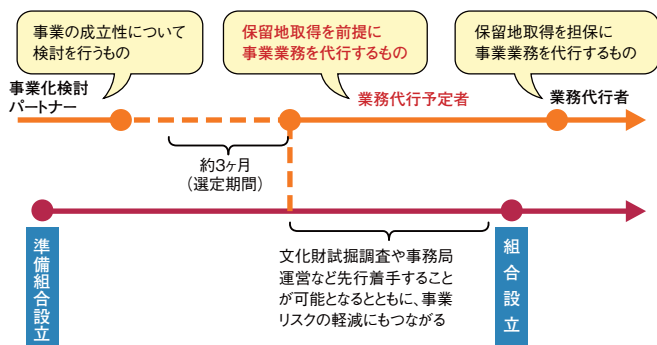 事業の成立性について
検討を行うもの
保留地取得を前提に
事業業務を代行するもの
保留地取得を担保に
事業業務を代行するもの
事業化検討
パートナー
業務代行予定者
業務代行者
約3ヶ月
（選定期間）
準備組合設立
文化財試掘調査や事務局
運営など先行着手すること
が可能となるとともに、事業
リスクの軽減にもつながる
組合設立